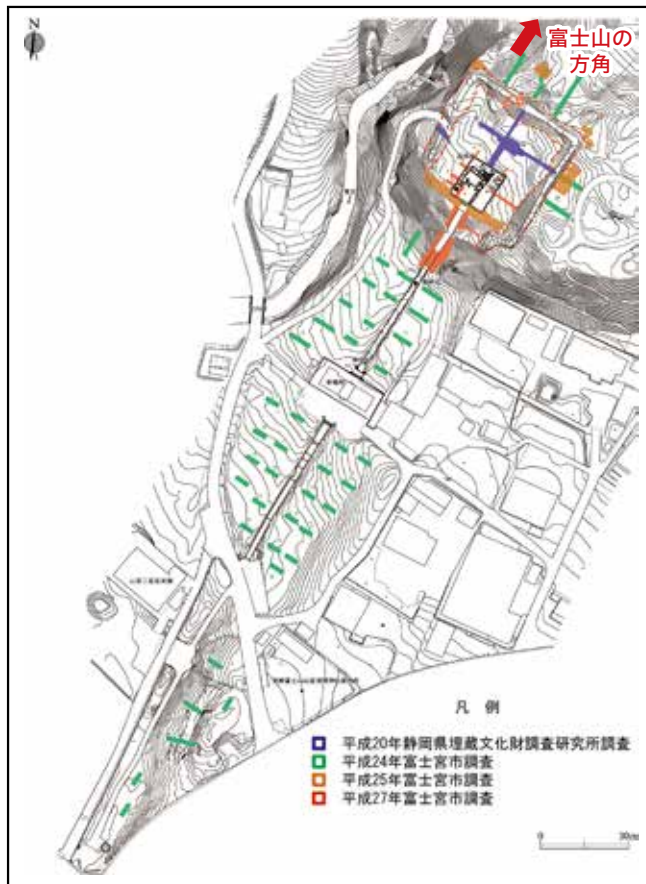 N
富士山の
方角
凡 例
平成20年静岡県埋蔵文化財調査研究所調査
平成24年富士宮市調査
平成25年富士宮市調査
平成27年富士宮市調査
0 30m